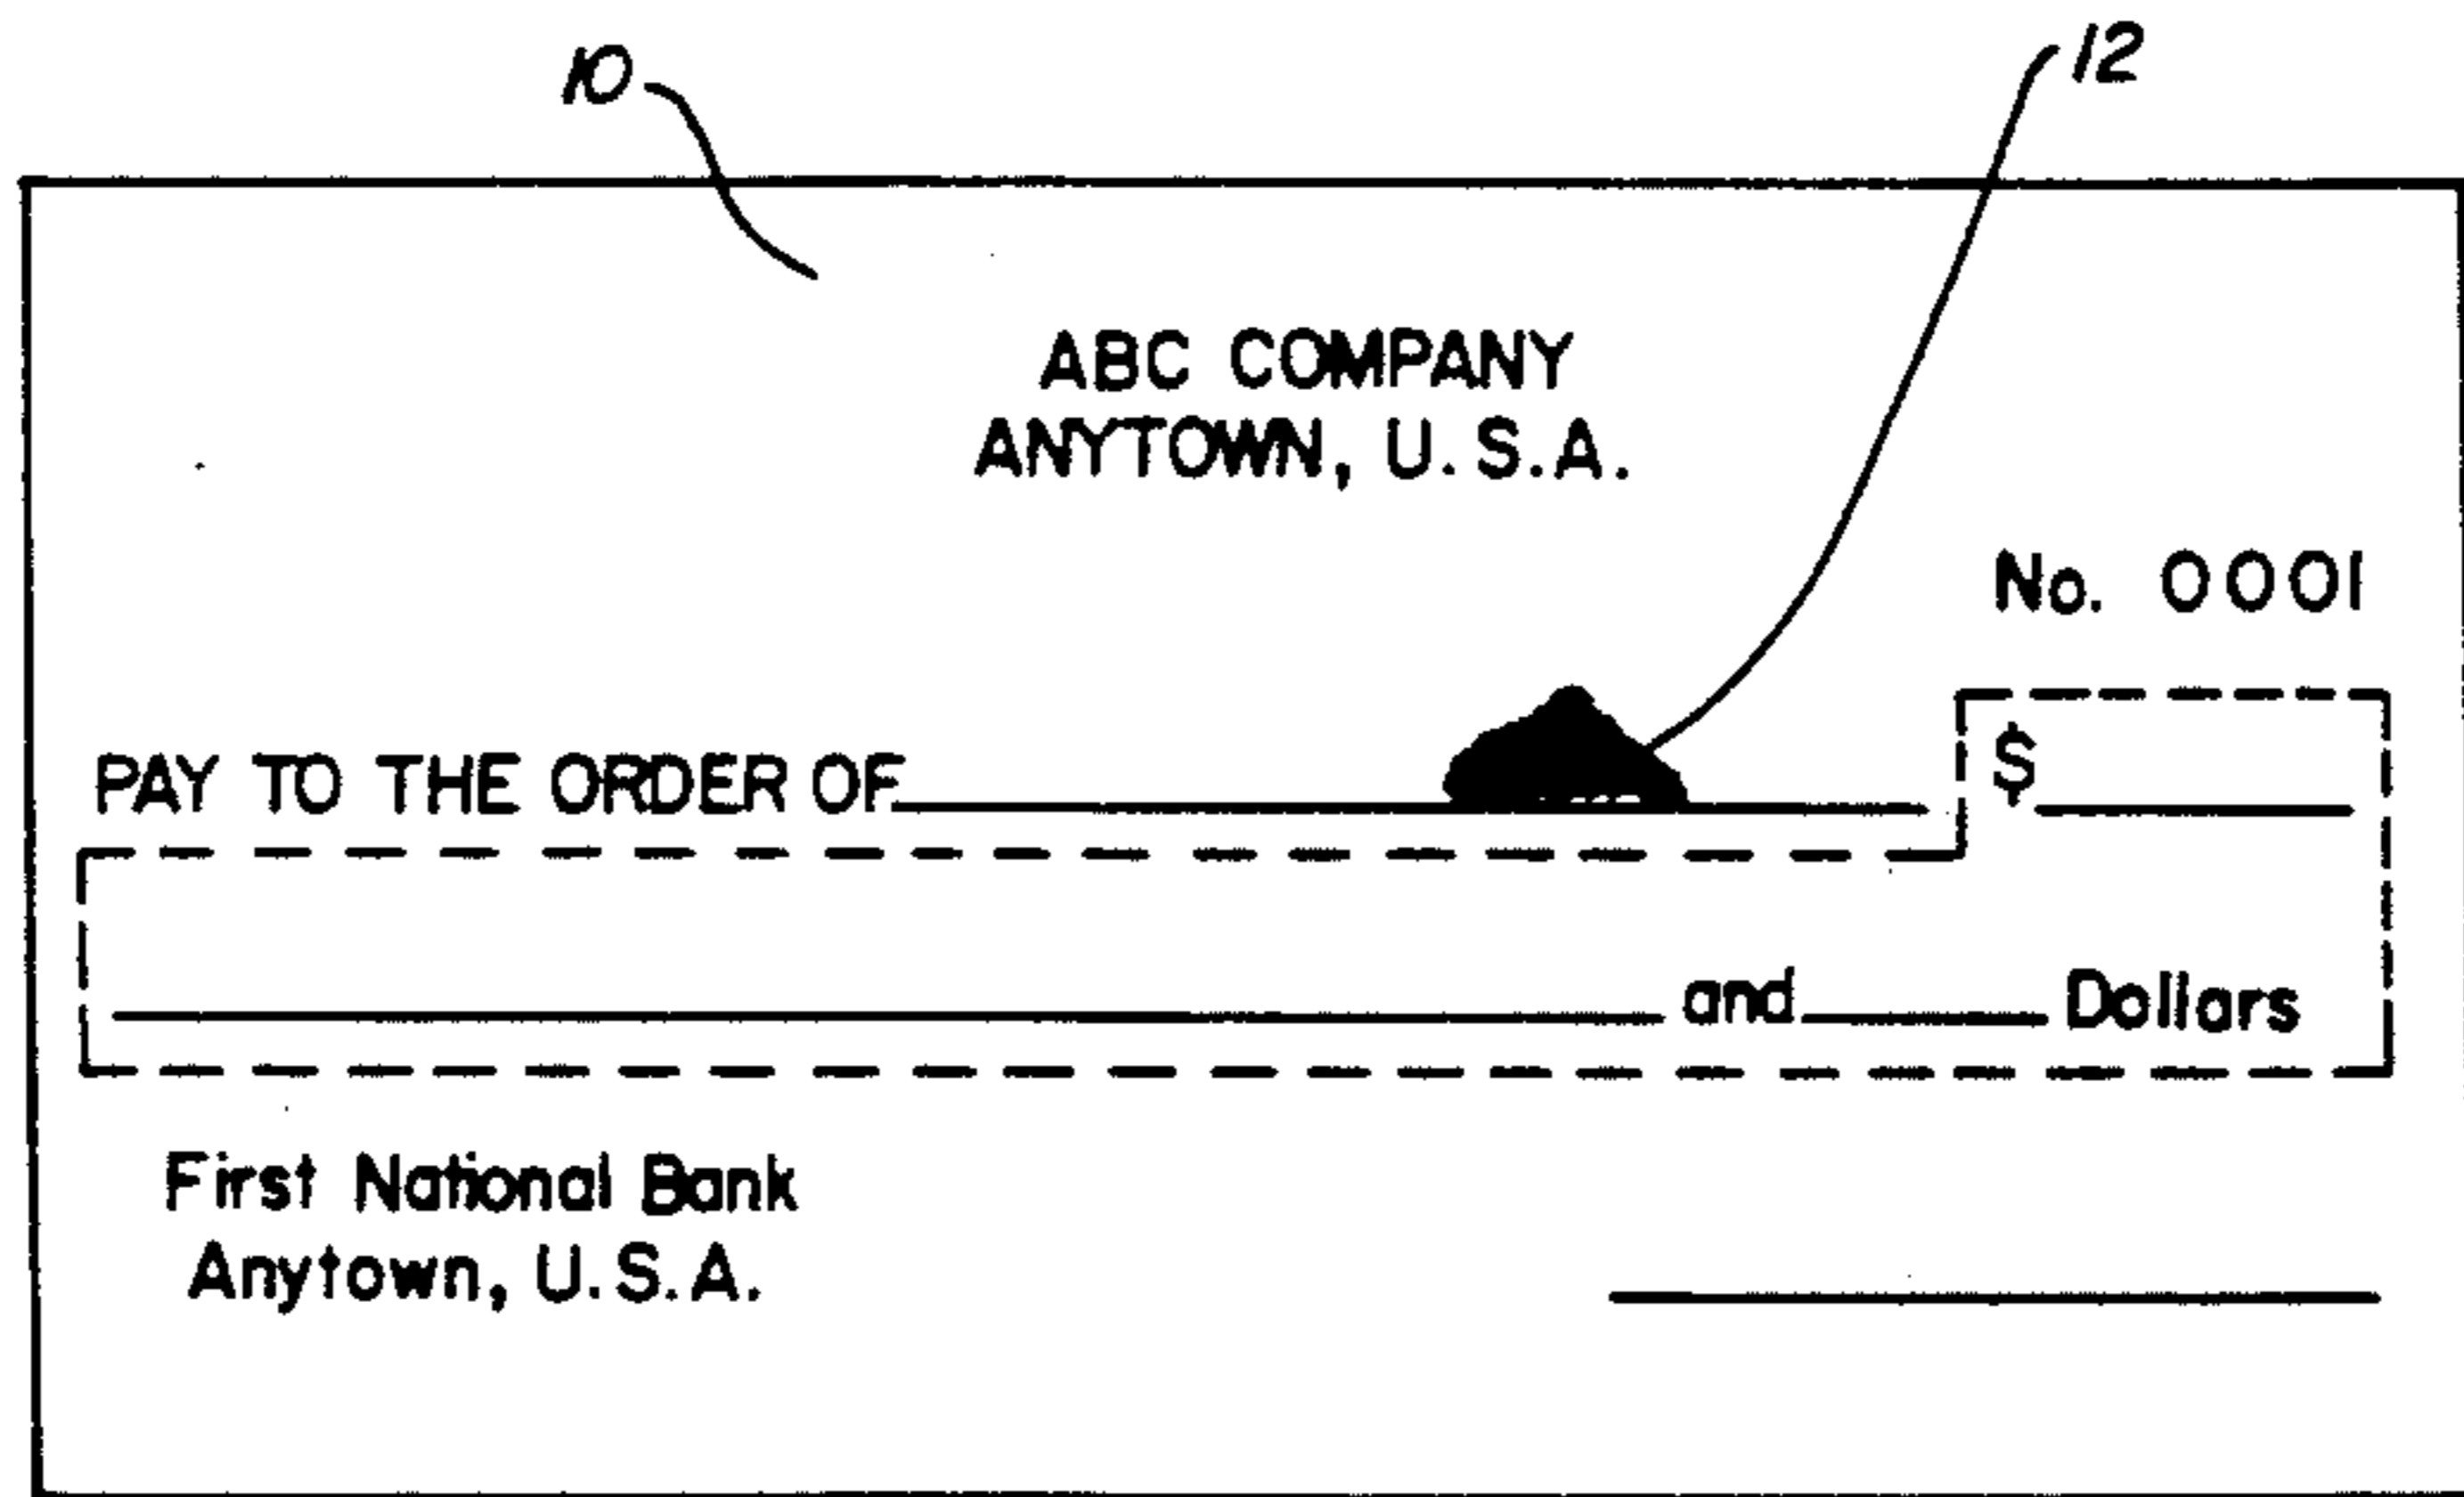 10 12
ABC COMPANY
ANYTOWN, U.S.A.
No. 0001
PAY TO THE ORDER OF $
and Dollars
First National Bank
Anytown, U.S.A.